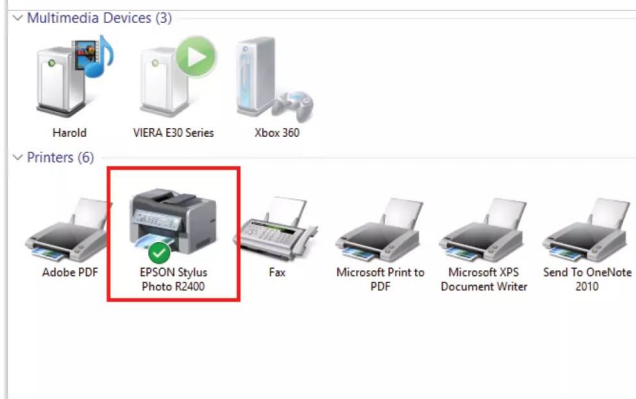 Multimedia Devices (3)
Harold
VIERA E30 Series
Xbox 360
Printers (6)
Adobe PDF
EPSON Stylus
Photo R2400
Fax
Microsoft Print to
PDF
Microsoft XPS
Document Writer
Send To OneNote
2010